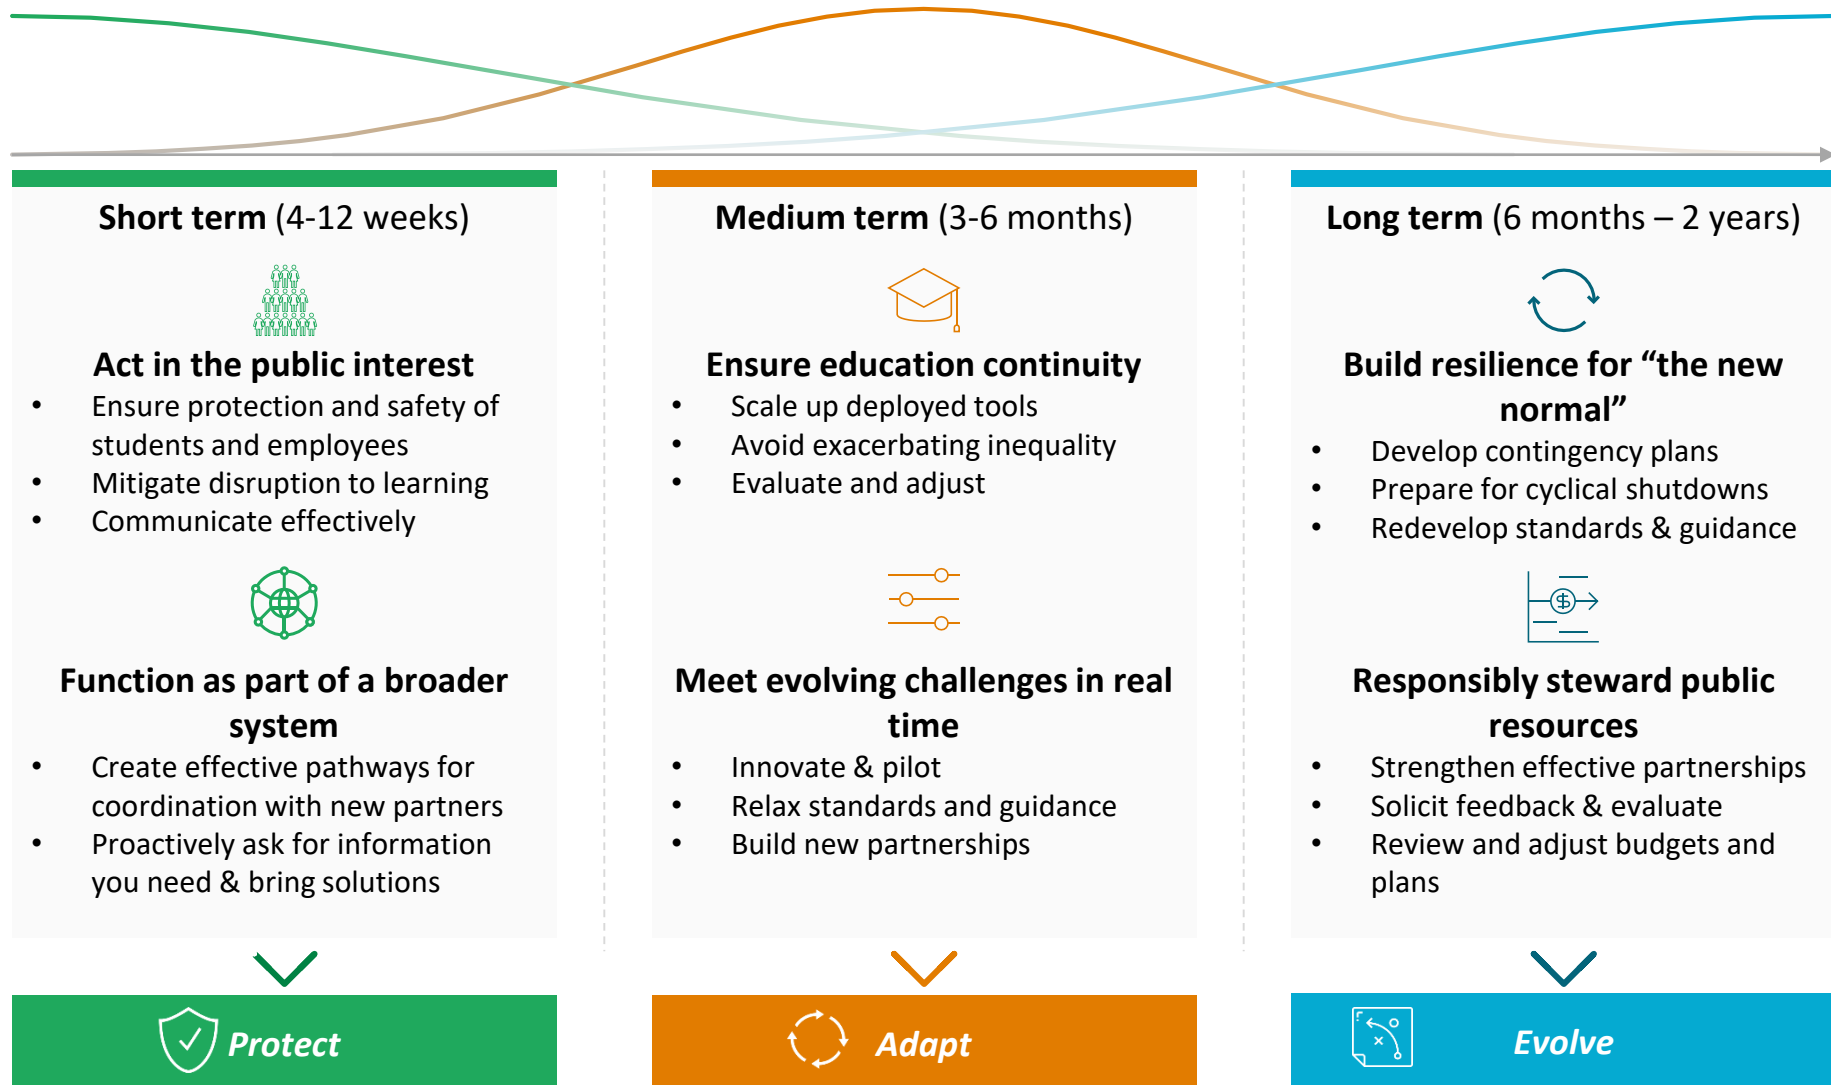 Short term (4-12 weeks)
Act in the public interest
• Ensure protection and safety of
students and employees
• Mitigate disruption to learning
• Communicate effectively
Function as part of a broader
system
• Create effective pathways for
coordination with new partners
• Proactively ask for information
you need & bring solutions
Protect
Medium term (3-6 months)
Ensure education continuity
• Scale up deployed tools
• Avoid exacerbating inequality
• Evaluate and adjust
Meet evolving challenges in real
time
• Innovate & pilot
• Relax standards and guidance
• Build new partnerships
Adapt
Long term (6 months – 2 years)
Build resilience for “the new
normal”
• Develop contingency plans
• Prepare for cyclical shutdowns
• Redevelop standards & guidance
$
Responsibly steward public
resources
• Strengthen effective partnerships
• Solicit feedback & evaluate
• Review and adjust budgets and
plans
Evolve